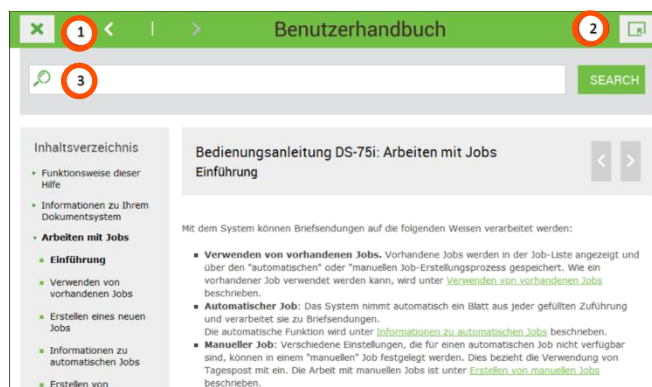 1
Benutzerhandbuch
2
3
SEARCH
Inhaltsverzeichnis
Funktionsweise dieser
Hilfe
Informationen zu Ihrem
Dokumentsystem
Arbeiten mit Jobs
Einführung
Verwenden von
vorhandenen Jobs
Erstellen eines neuen
Jobs
Informationen zu
automatischen Jobs
Erstellen von
Bedienungsanleitung DS-75i: Arbeiten mit Jobs
Einführung
Mit dem System können Briefsendungen auf die folgenden Weisen verarbeitet werden:
Verwenden von vorhandenen Jobs. Vorhandene Jobs werden in der Job-Liste angezeigt und
über den "automatischen" oder "manuellen Job-Erstellungsprozess gespeichert. Wie ein
vorhandener Job verwendet werden kann, wird unter Verwenden von vorhandenen Jobs
beschrieben.
Automatischer Job: Das System nimmt automatisch ein Blatt aus jeder gefüllten Zuführung
und verarbeitet sie zu Briefsendungen.
Die automatische Funktion wird unter Informationen zu automatischen Jobs beschrieben.
Manueller Job: Verschiedene Einstellungen, die für einen automatischen Job nicht verfügbar
sind, können in einem "manuellen" Job festgelegt werden. Dies bezieht die Verwendung von
Tagespost mit ein. Die Arbeit mit manuellen Jobs ist unter Erstellen von manuellen Jobs
beschrieben.